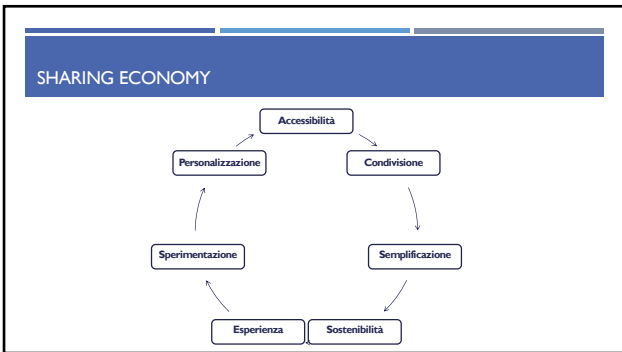 SHARING ECONOMY
Accessibilità
Condivisione
Semplificazione
Sostenibilità
Esperienza
Sperimentazione
Personalizzazione